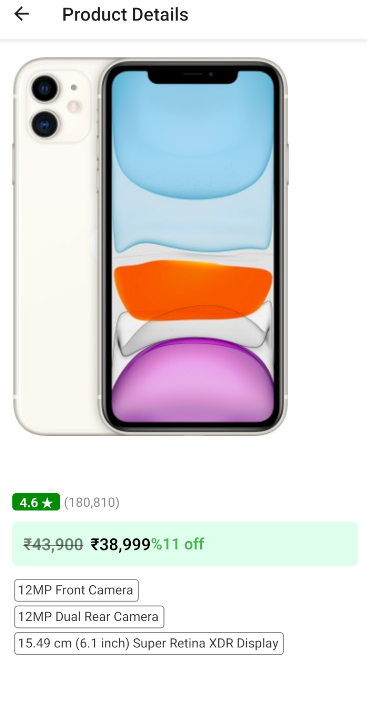 Product Details
4.6 ★ (180,810)
₹43,900 ₹38,999%11 off
12MP Front Camera
12MP Dual Rear Camera
15.49 cm (6.1 inch) Super Retina XDR Display